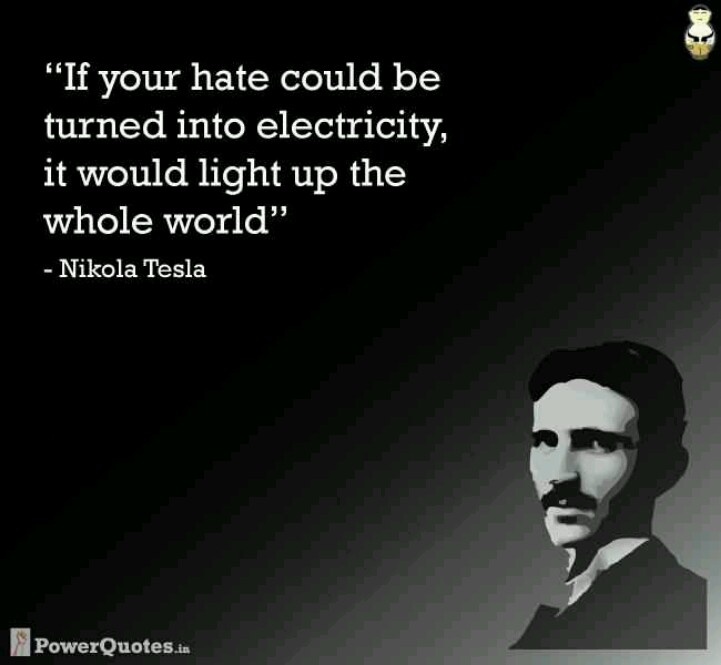 “If your hate could be
turned into electricity,
it would light up the
whole world”
- Nikola Tesla
PowerQuotes.in